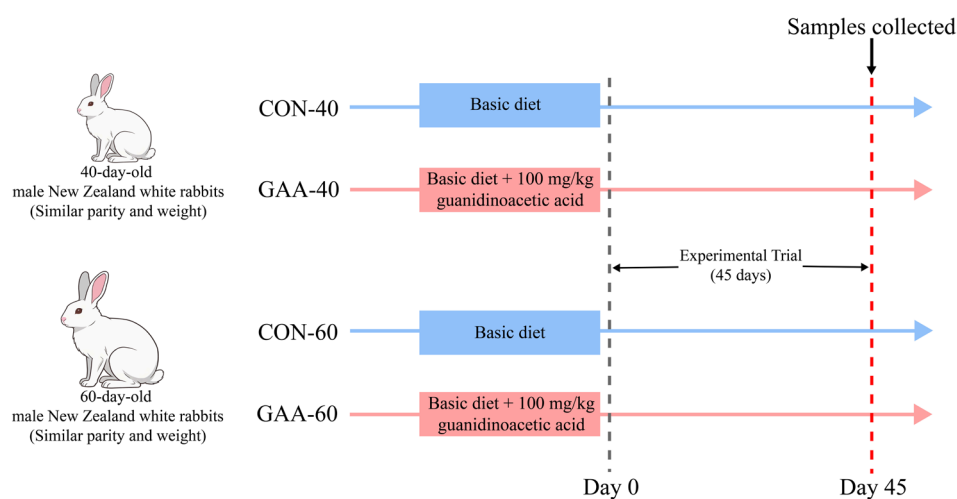 Samples collected
CON-40
Basic diet
40-day-old
male New Zealand white rabbits
(Similar parity and weight)
GAA-40
Basic diet + 100 mg/kg
guanidinoacetic acid
Experimental Trial
(45 days)
CON-60
Basic diet
60-day-old
male New Zealand white rabbits
(Similar parity and weight)
GAA-60
Basic diet + 100 mg/kg
guanidinoacetic acid
Day 0
Day 45